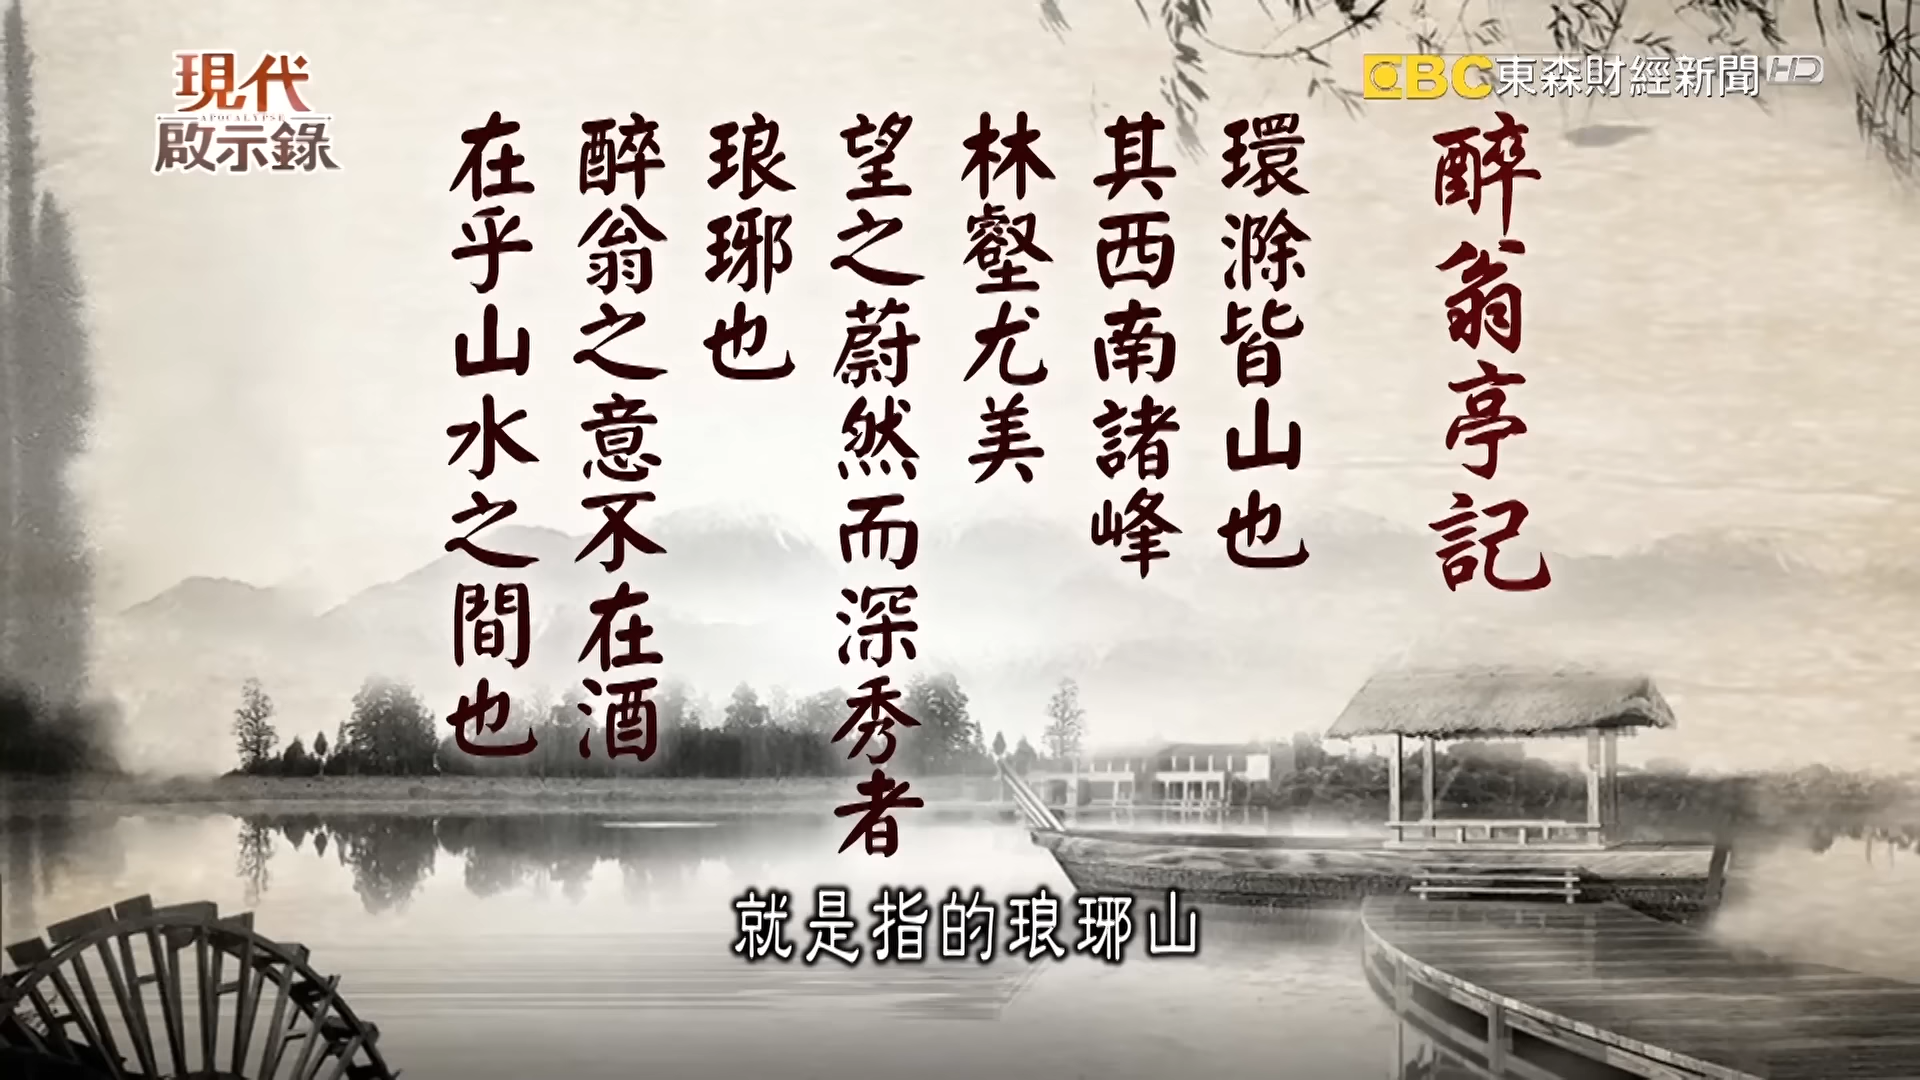 現代
APOCALYPSE
啟示錄
EBC東森財經新聞HD
醉翁亭記
環滁皆山也
其西南諸峰
林壑尤美
望之蔚然而深秀者
琅琊也
醉翁之意不在酒
在乎山水之間也
就是指的琅琊山